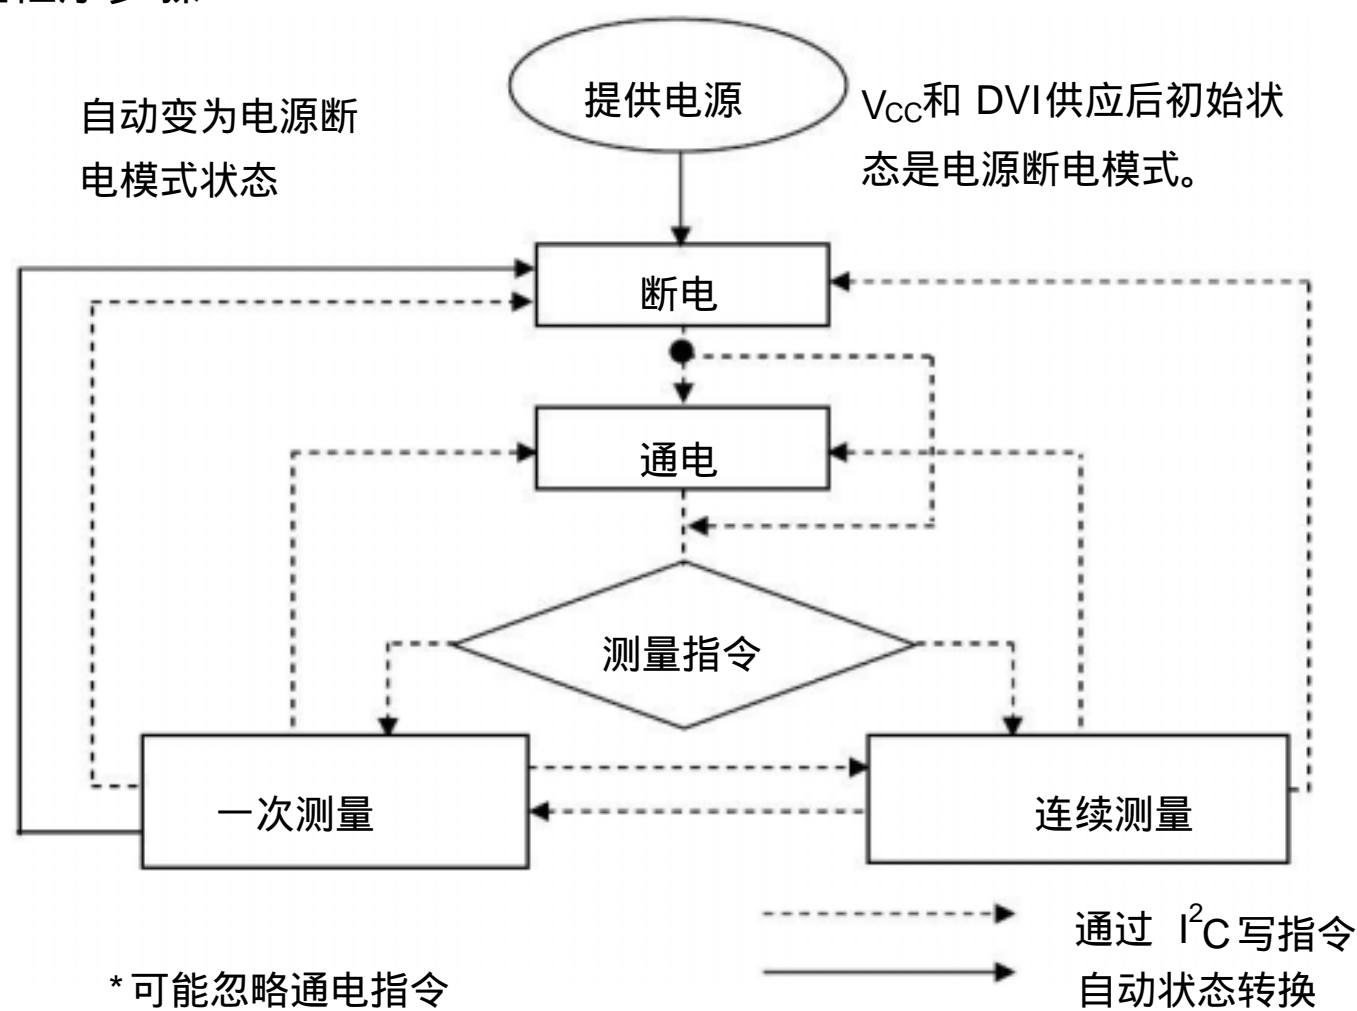 提供电源
自动变为电源断
电模式状态
VCC和 DVI供应后初始状
态是电源断电模式。
断电
通电
测量指令
一次测量
连续测量
通过 I²C写指令
自动状态转换
*可能忽略通电指令